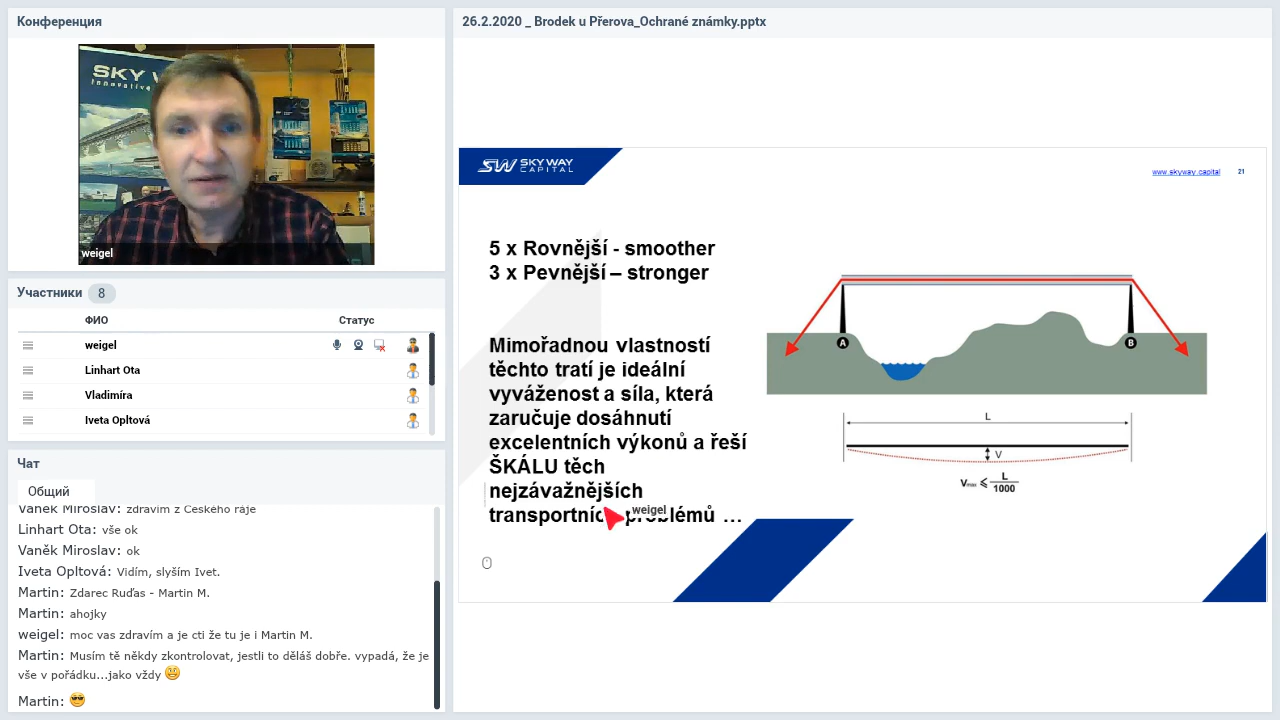 Конференция
SKY W
Innovative
weigel
Участники 8
ФИО Статус
weigel
Linhart Ota
Vladimíra
Iveta Opltová
Чат
Общий
Vaněk Miroslav: zdravím z Českého ráje
Linhart Ota: vše ok
Vaněk Miroslav: ok
Iveta Opltová: Vidím, slyším Ivet.
Martin: Zdarec Ruďas - Martin M.
Martin: ahojky
weigel: moc vas zdravím a je cti že tu je i Martin M.
Martin: Musím tě někdy zkontrolovat, jestli to děláš dobře. vypadá, že je
vše v pořádku...jako vždy
Martin:
26.2.2020 _ Brodek u Přerova_Ochrané známky.pptx
SW SKY WAY
CAPITAL
www.skyway.capital 21
5 x Rovnější - smoother
3 x Pevnější – stronger
Mimořadnou vlastností
těchto tratí je ideální
vyváženost a síla, která
zaručuje dosáhnutí
excelentních výkonů a řeší
ŠKÁLU těch
nejzávažnějších
transportních problémů ...
weigel
A B
L
V
Vmax ⩽ L
1000